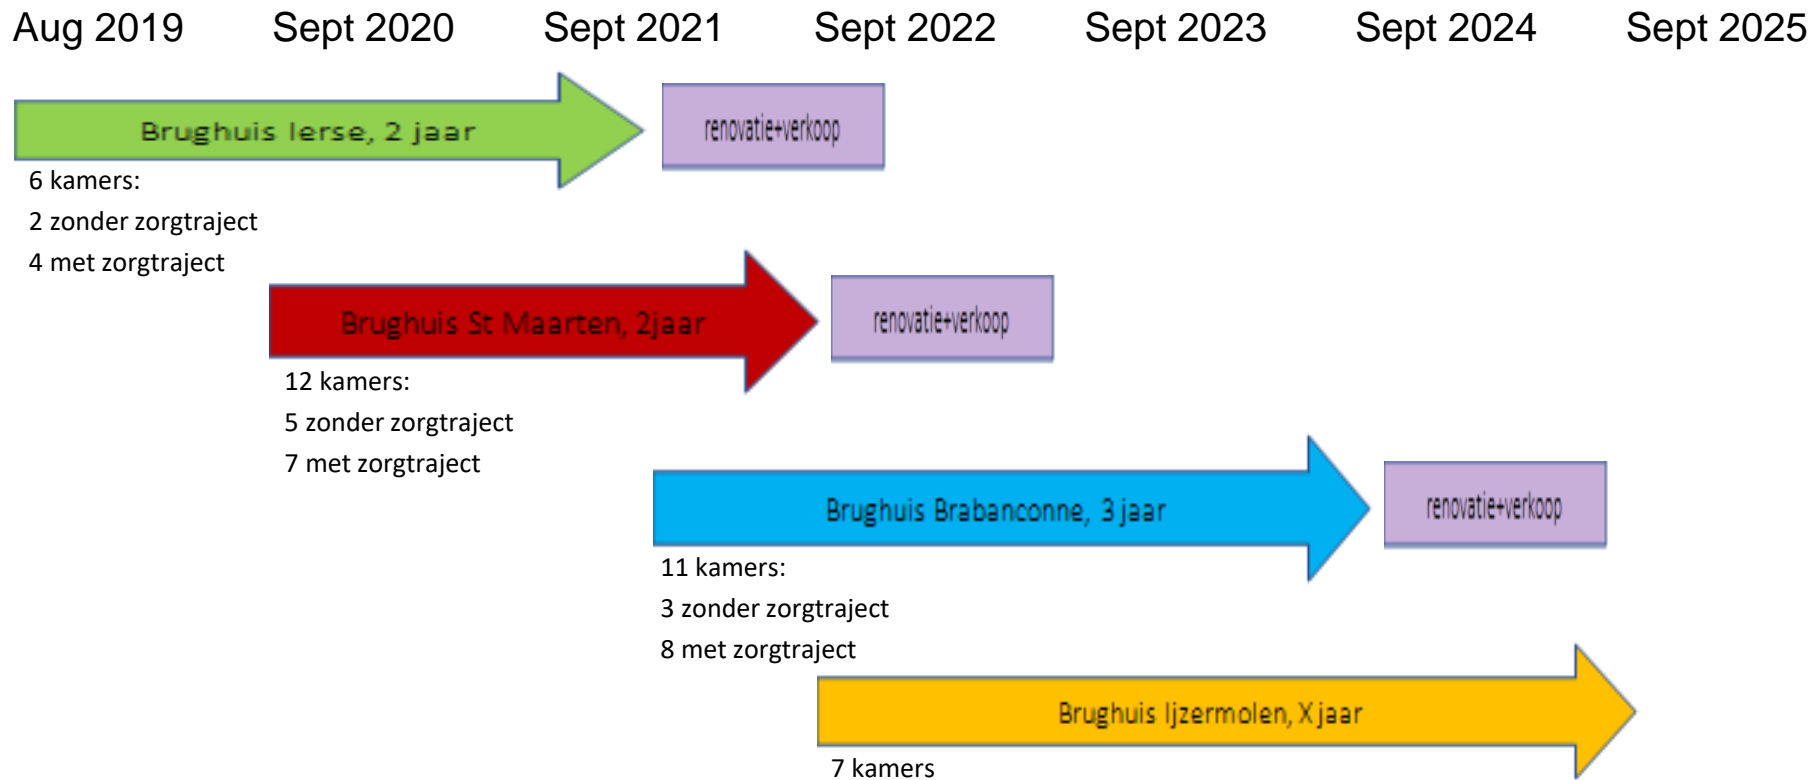 Aug 2019 Sept 2020 Sept 2021 Sept 2022 Sept 2023 Sept 2024 Sept 2025
Brughuis Ierse, 2 jaar
renovatie+verkoop
6 kamers:
2 zonder zorgtraject
4 met zorgtraject
Brughuis St Maarten, 2jaar
renovatie+verkoop
12 kamers:
5 zonder zorgtraject
7 met zorgtraject
Brughuis Brabanconne, 3 jaar
renovatie+verkoop
11 kamers:
3 zonder zorgtraject
8 met zorgtraject
Brughuis Ijzermolen, X jaar
7 kamers